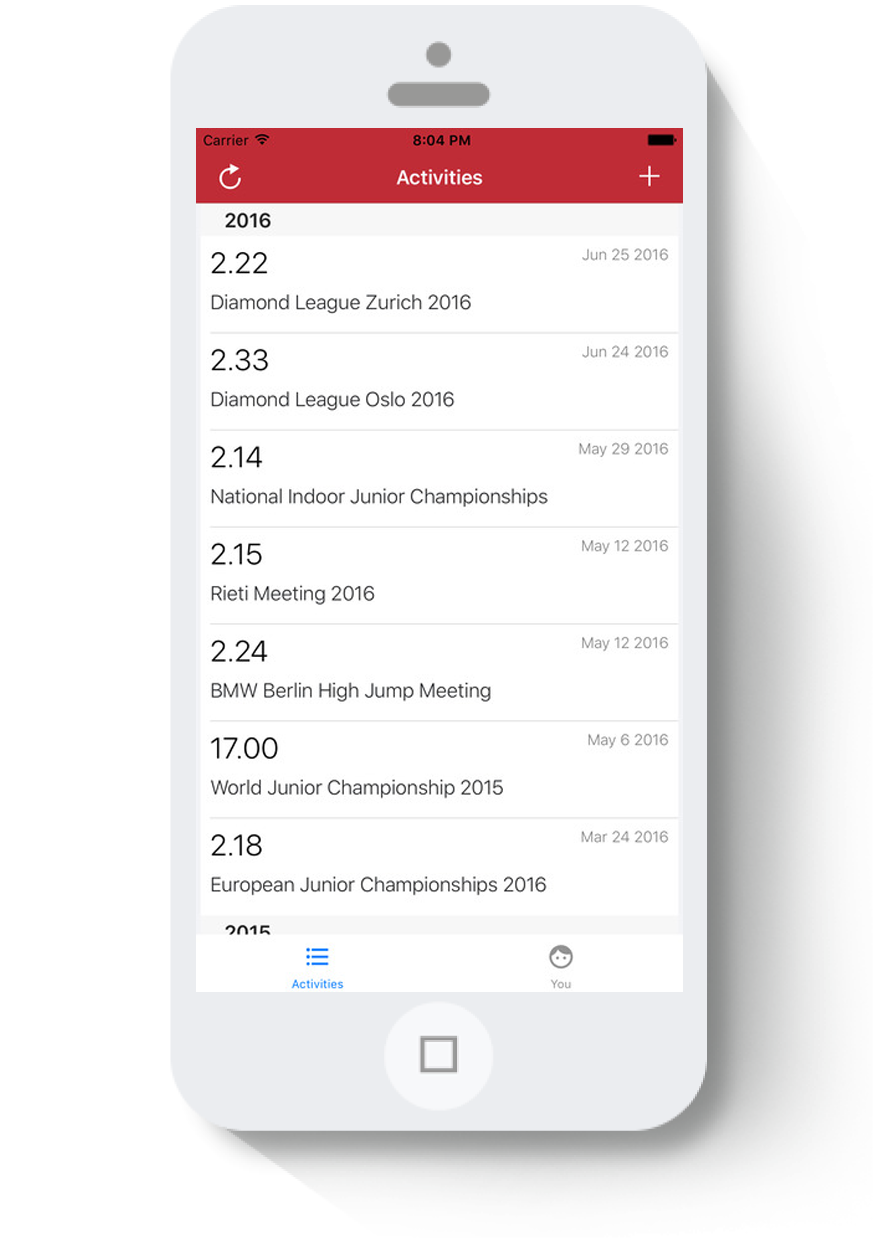 Carrier 8:04 PM
Activities
2016
2.22 Jun 25 2016
Diamond League Zurich 2016
2.33 Jun 24 2016
Diamond League Oslo 2016
2.14 May 29 2016
National Indoor Junior Championships
2.15 May 12 2016
Rieti Meeting 2016
2.24 May 12 2016
BMW Berlin High Jump Meeting
17.00 May 6 2016
World Junior Championship 2015
2.18 Mar 24 2016
European Junior Championships 2016
2015
Activities You